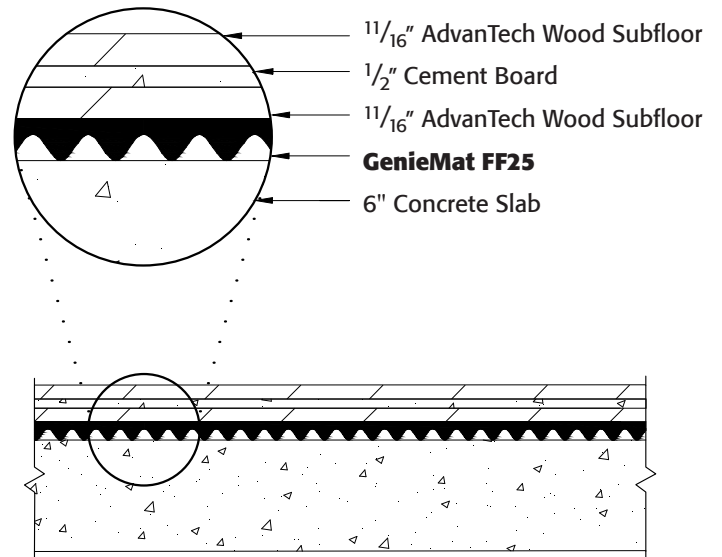 11/16" AdvanTech Wood Subfloor
1/2" Cement Board
11/16" AdvanTech Wood Subfloor
GenieMat FF25
6" Concrete Slab